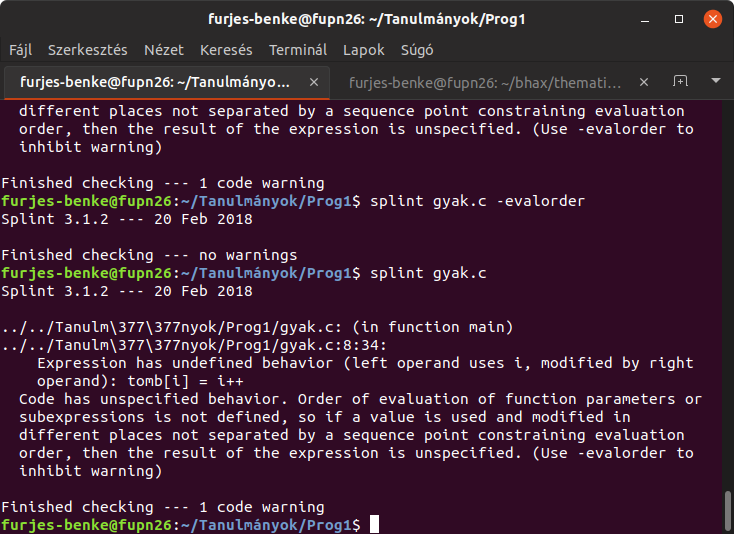 furjes-benke@fupn26: ~/Tanulmányok/Prog1
Fájl Szerkesztés Nézet Keresés Terminál Lapok Súgó
furjes-benke@fupn26: ~/Tanulmányo… furjes-benke@fupn26: ~/bhax/themati…
different places not separated by a sequence point constraining evaluation
order, then the result of the expression is unspecified. (Use -evalorder to
inhibit warning)
Finished checking --- 1 code warning
furjes-benke@fupn26:~/Tanulmányok/Prog1$ splint gyak.c -evalorder
Splint 3.1.2 --- 20 Feb 2018
Finished checking --- no warnings
furjes-benke@fupn26:~/Tanulmányok/Prog1$ splint gyak.c
Splint 3.1.2 --- 20 Feb 2018
../../Tanulm\377\377nyok/Prog1/gyak.c: (in function main)
../../Tanulm\377\377nyok/Prog1/gyak.c:8:34:
Expression has undefined behavior (left operand uses i, modified by right
operand): tomb[i] = i++
Code has unspecified behavior. Order of evaluation of function parameters or
subexpressions is not defined, so if a value is used and modified in
different places not separated by a sequence point constraining evaluation
order, then the result of the expression is unspecified. (Use -evalorder to
inhibit warning)
Finished checking --- 1 code warning
furjes-benke@fupn26:~/Tanulmányok/Prog1$